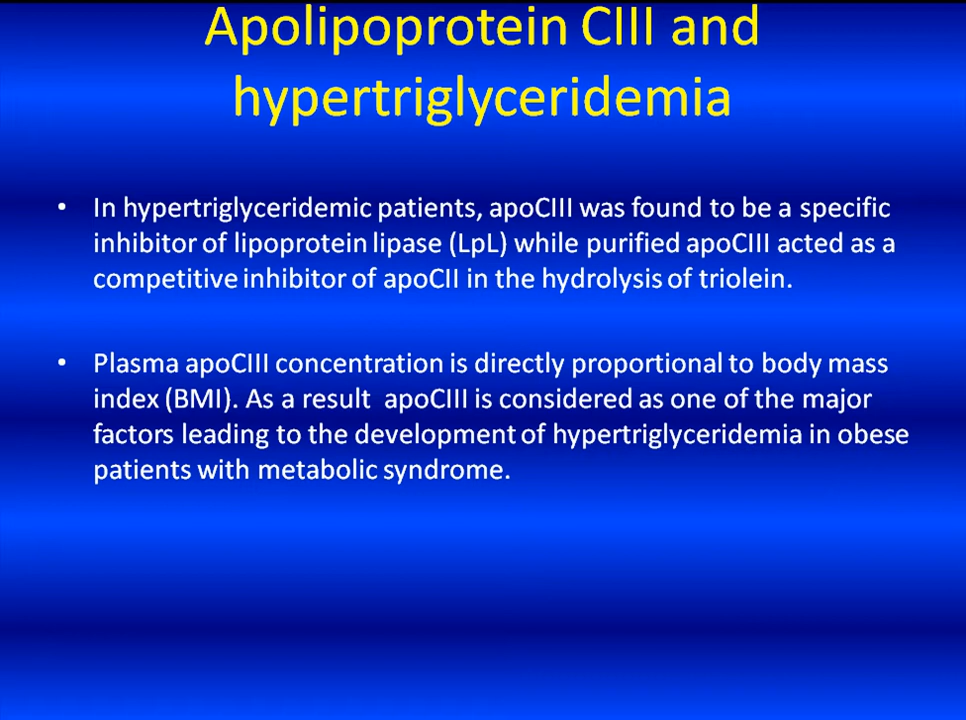 Apolipoprotein CIII and
hypertriglyceridemia
• In hypertriglyceridemic patients, apoCIII was found to be a specific
inhibitor of lipoprotein lipase (LpL) while purified apoCIII acted as a
competitive inhibitor of apoCII in the hydrolysis of triolein.
• Plasma apoCIII concentration is directly proportional to body mass
index (BMI). As a result apoCIII is considered as one of the major
factors leading to the development of hypertriglyceridemia in obese
patients with metabolic syndrome.